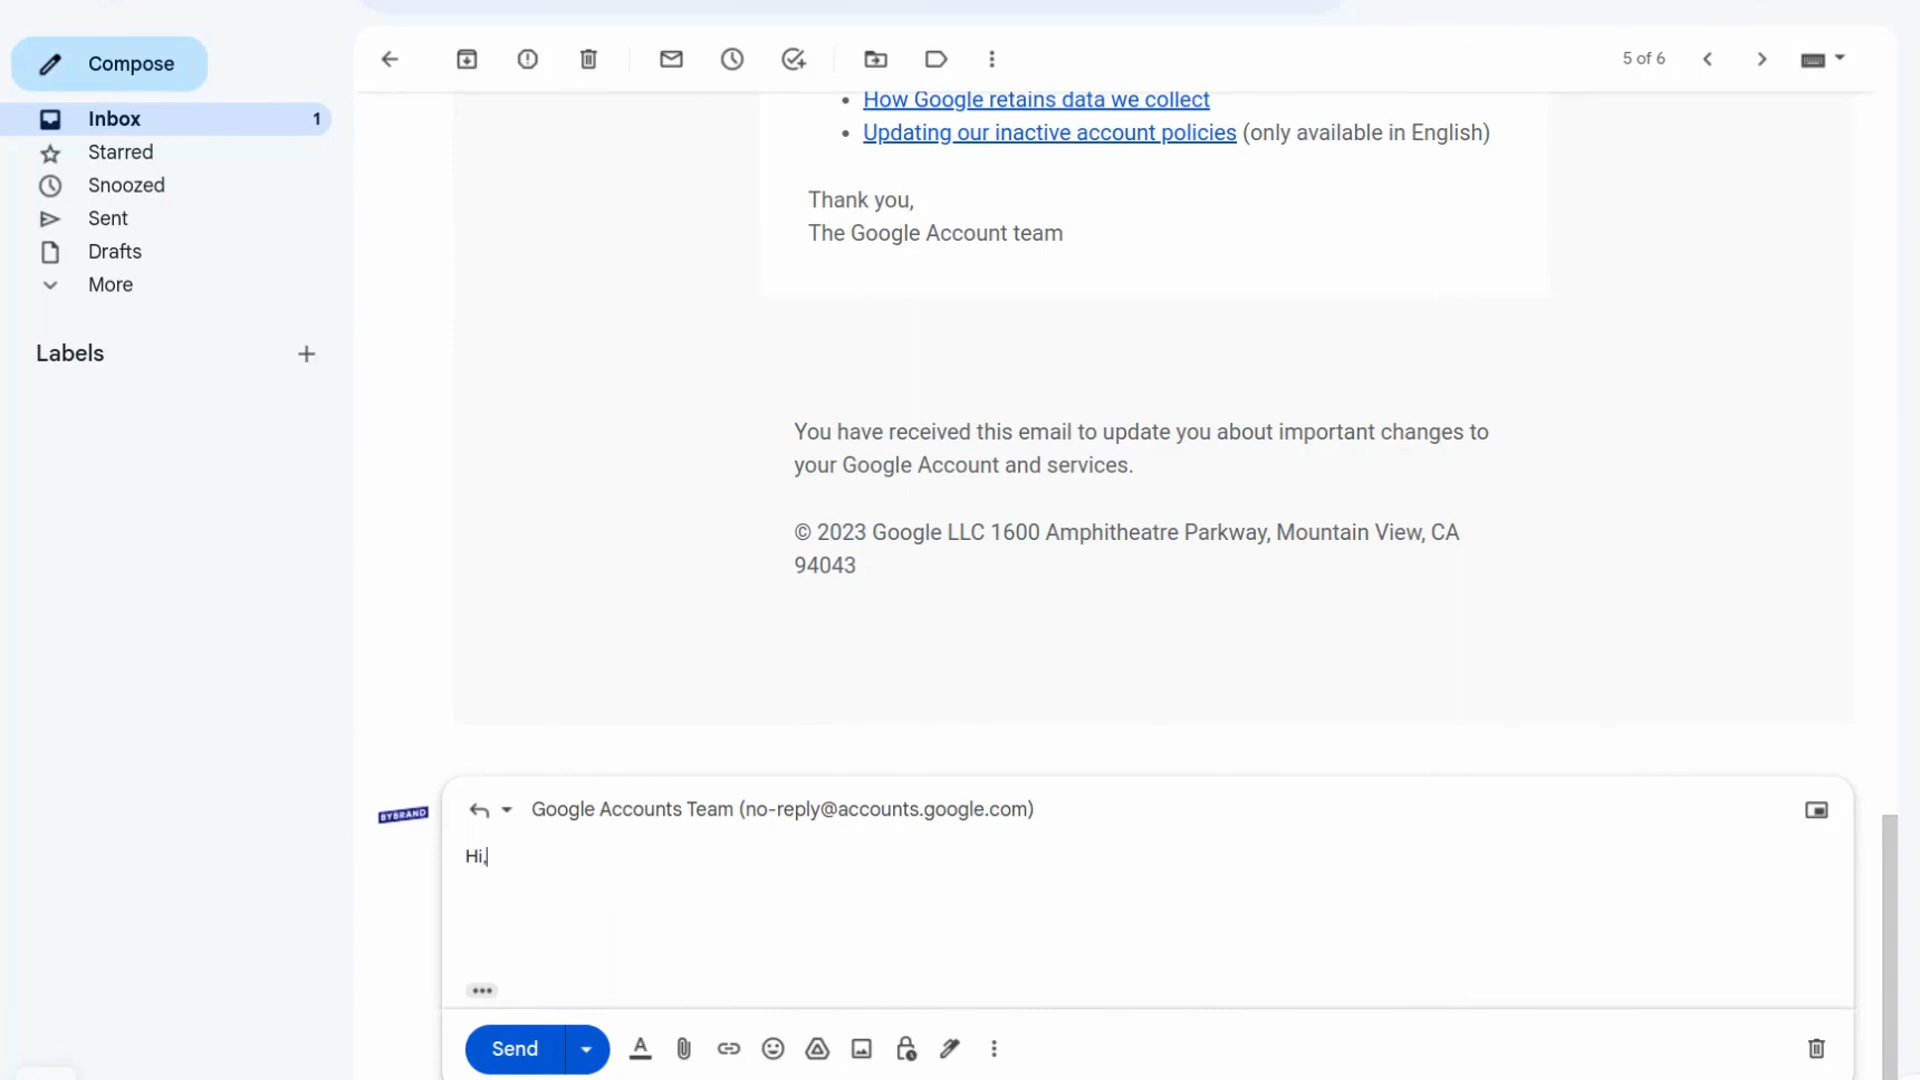 Compose
Inbox 1
Starred
Snoozed
Sent
Drafts
More
Labels
5 of 6
• How Google retains data we collect
• Updating our inactive account policies (only available in English)
Thank you,
The Google Account team
You have received this email to update you about important changes to
your Google Account and services.
© 2023 Google LLC 1600 Amphitheatre Parkway, Mountain View, CA
94043
BYBRAND
Google Accounts Team (no-reply@accounts.google.com)
Hi,
Send